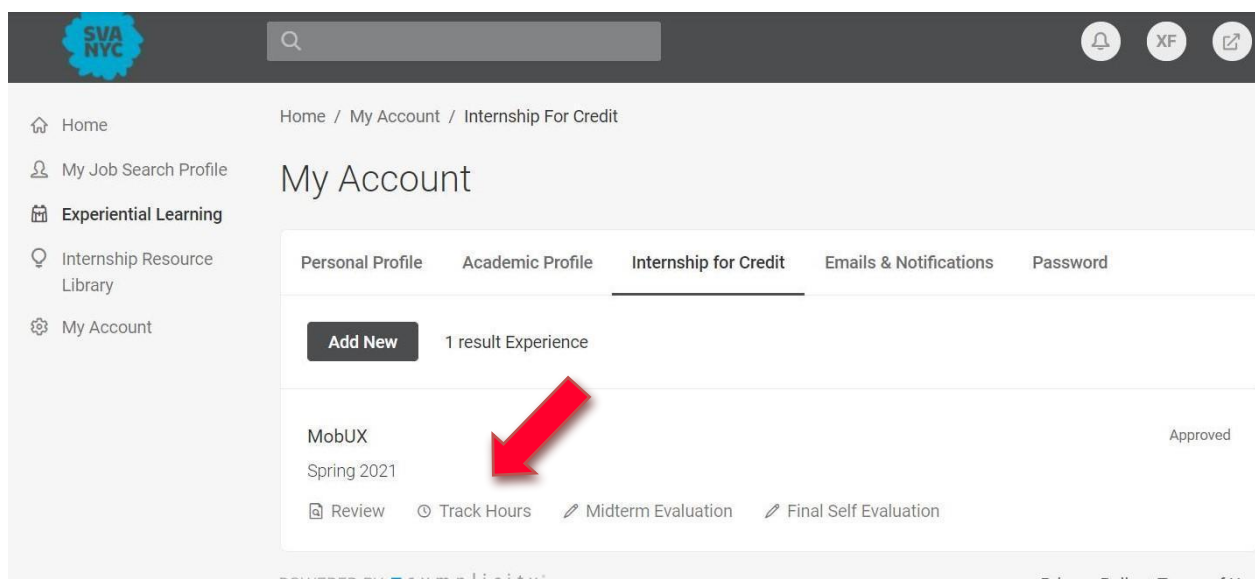 SVA
NYC
XF
Home
My Job Search Profile
Experiential Learning
Internship Resource
Library
My Account
Home / My Account / Internship For Credit
My Account
Personal Profile Academic Profile Internship for Credit Emails & Notifications Password
Add New 1 result Experience
MobUX
Approved
Spring 2021
Review Track Hours Midterm Evaluation Final Self Evaluation